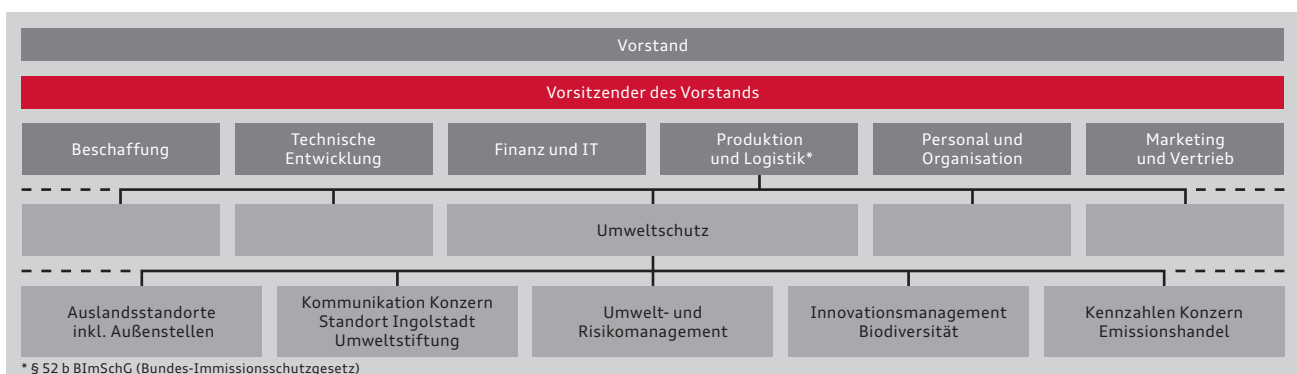 Vorstand
Vorsitzender des Vorstands
Beschaffung
Technische
Entwicklung
Finanz und IT
Produktion
und Logistik*
Personal und
Organisation
Marketing
und Vertrieb
Umweltschutz
Auslandsstandorte
inkl. Außenstellen
Kommunikation Konzern
Standort Ingolstadt
Umweltstiftung
Umwelt- und
Risikomanagement
Innovationsmanagement
Biodiversität
Kennzahlen Konzern
Emissionshandel
* § 52 b BImSchG (Bundes-Immissionsschutzgesetz)